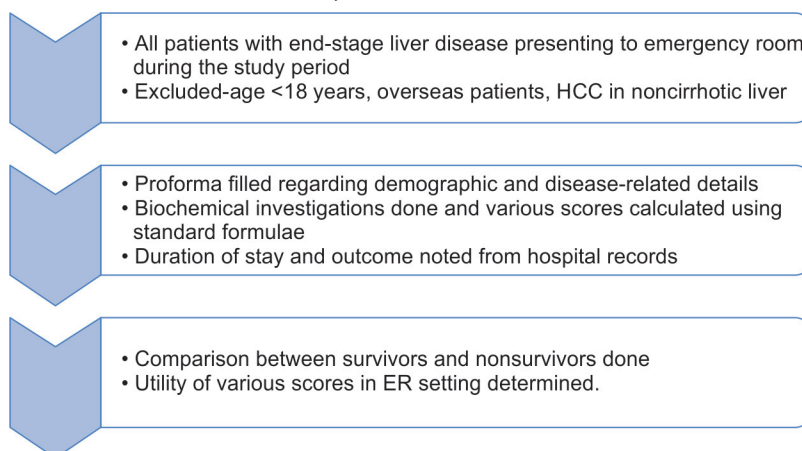 • All patients with end-stage liver disease presenting to emergency room
during the study period
• Excluded-age <18 years, overseas patients, HCC in noncirrhotic liver
• Proforma filled regarding demographic and disease-related details
• Biochemical investigations done and various scores calculated using
standard formulae
• Duration of stay and outcome noted from hospital records
• Comparison between survivors and nonsurvivors done
• Utility of various scores in ER setting determined.